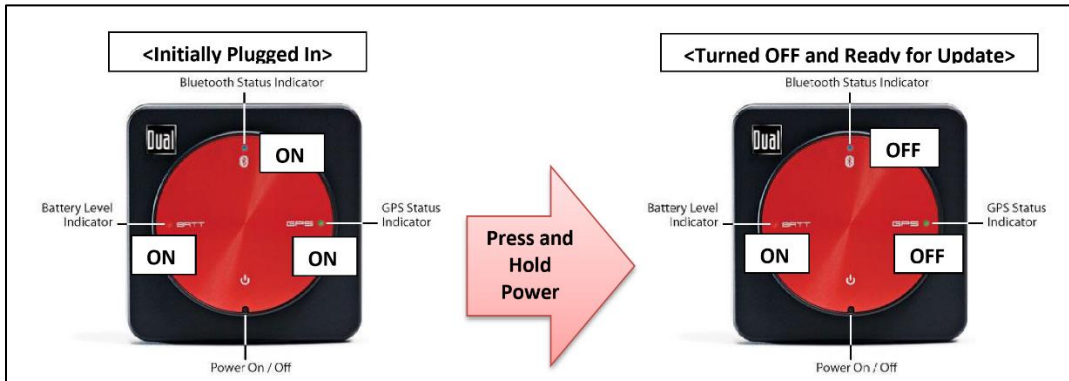 <Initially Plugged In>
Bluetooth Status Indicator
Dual
ON
Battery Level
Indicator
BATT
GPS
GPS Status
Indicator
ON
ON
Power On / Off
Press and
Hold
Power
<Turned OFF and Ready for Update>
Bluetooth Status Indicator
Dual
OFF
Battery Level
Indicator
BATT
GPS
GPS Status
Indicator
ON
OFF
Power On / Off